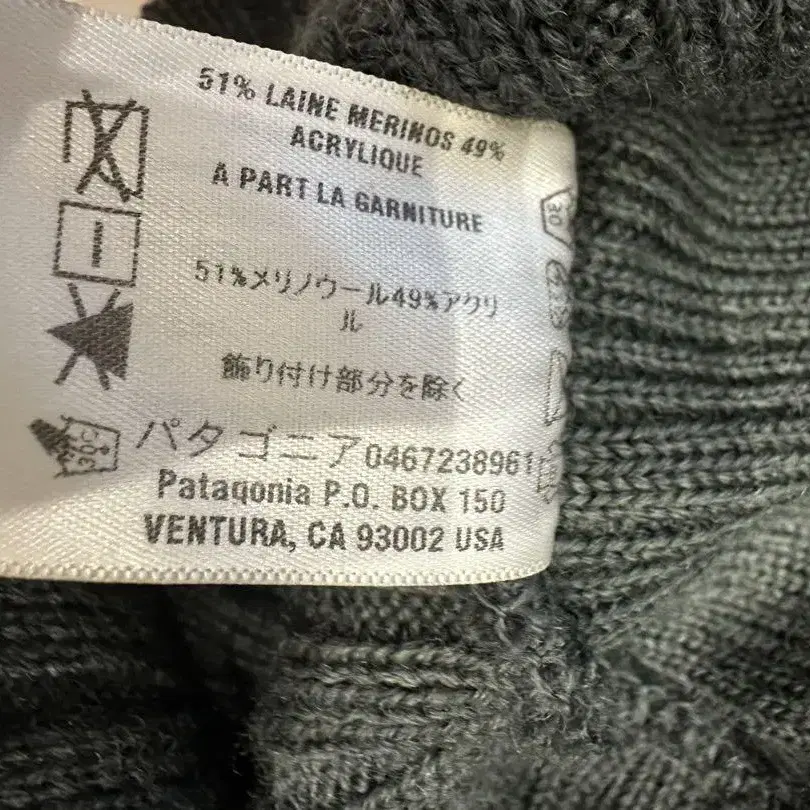 51% LAINE MERINOS 49%
ACRYLIQUE
A PART LA GARNITURE
51%メリノウール49%アクリ
ル
飾り付け部分を除く
パタゴニア0467238961
Patagonia P.O. BOX 150
VENTURA, CA 93002 USA
30